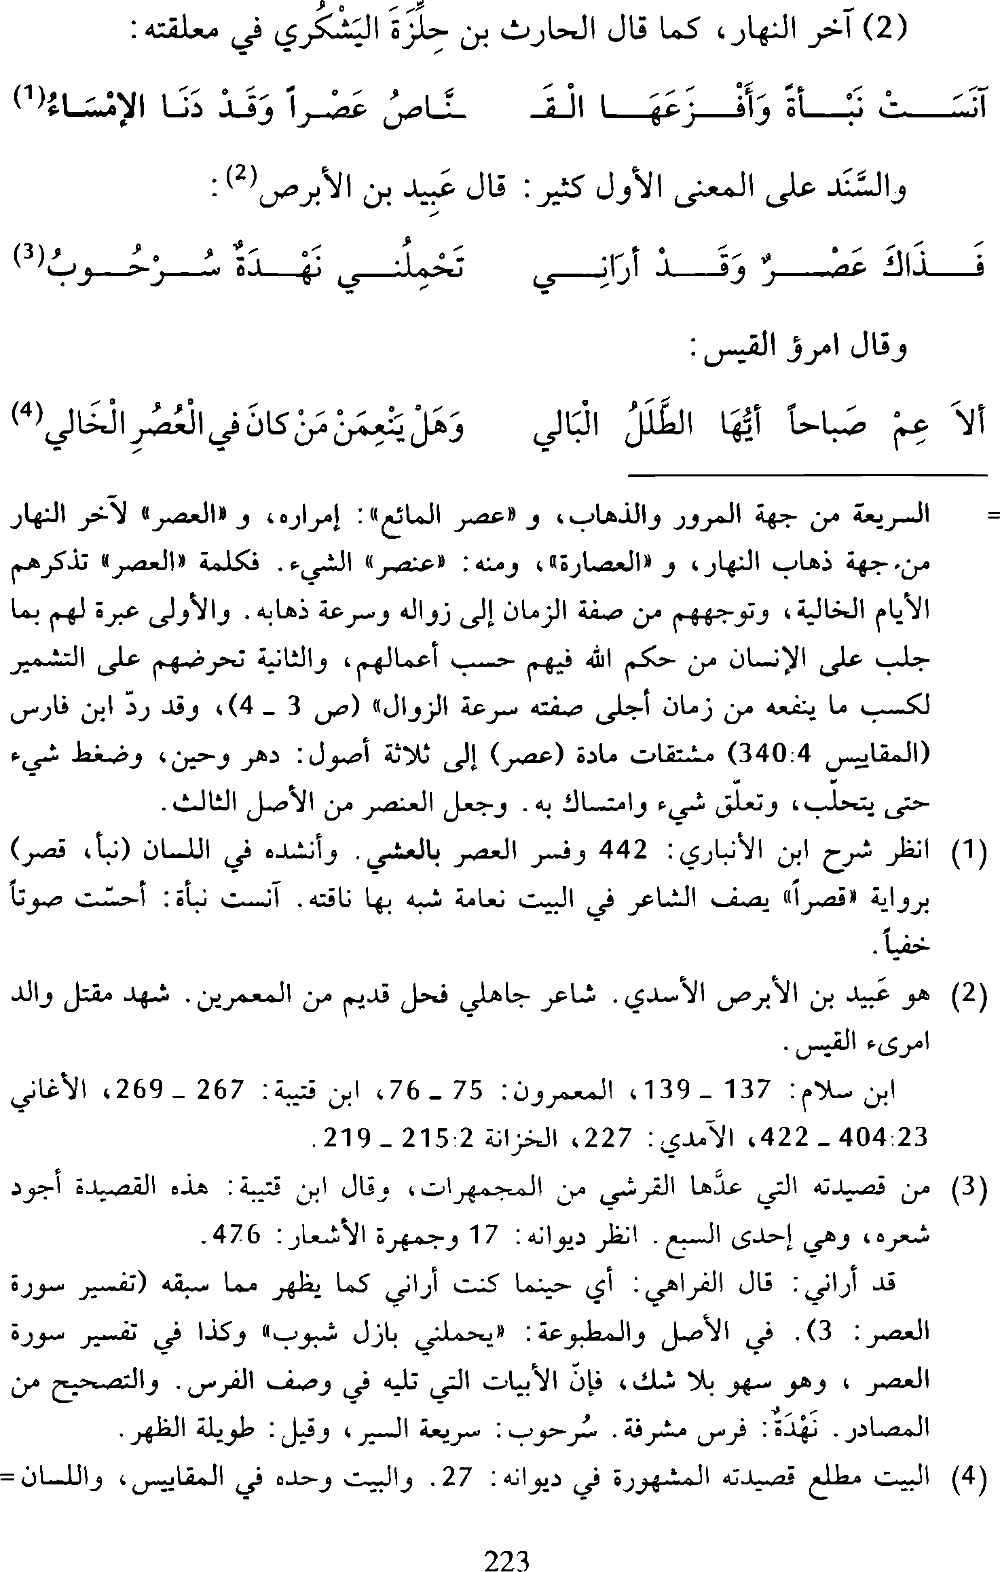 (2) آخر النهار، كما قال الحارث بن حِلِّزَةَ اليَشْكُري في معلقته:
آنَسَتْ نَبْأَةً وَأَفْزَعَهَا الْقَـ ـنَّاصُ عَصْراً وَقَدْ دَنَا الإمْسَاءُ(1)
والسَّنَد على المعنى الأول كثير: قال عَبِيد بن الأبرص(2):
فَذَاكَ عَصْرٌ وَقَدْ أرَانِي تَحْمِلُنِي نَهْدَةٌ سُرْحُوبُ(3)
وقال امرؤ القيس:
ألاَ عِمْ صَبَاحاً أيُّهَا الطَّلَلُ الْبَالي وَهَلْ يَنْعِمَنْ مَنْ كانَ في الْعُصُرِ الْخَالي(4)
= السريعة من جهة المرور والذهاب، و «عصر المائع»: إمراره، و «العصر» لآخر النهار
من جهة ذهاب النهار، و «العصارة»، ومنه: «عنصر» الشيء. فكلمة «العصر» تذكرهم
الأيام الخالية، وتوجههم من صفة الزمان إلى زواله وسرعة ذهابه. والأولى عبرة لهم بما
جلب على الإنسان من حكم الله فيهم حسب أعمالهم، والثانية تحرضهم على التشمير
لكسب ما ينفعه من زمان أجلى صفته سرعة الزوال» (ص 3 ـ 4)، وقد ردّ ابن فارس
(المقاييس 340:4) مشتقات مادة (عصر) إلى ثلاثة أصول: دهر وحين، وضغط شيء
حتى يتحلّب، وتعلّق شيء وامتساك به. وجعل العنصر من الأصل الثالث.
(1) انظر شرح ابن الأنباري: 442 وفسر العصر بالعشي. وأنشده في اللسان (نبأ، قصر)
برواية «قصراً» يصف الشاعر في البيت نعامة شبه بها ناقته. آنست نبأة: أحسّت صوتاً
خفياً.
(2) هو عَبيد بن الأبرص الأسدي. شاعر جاهلي فحل قديم من المعمرين. شهد مقتل والد
امرىء القيس.
ابن سلام: 137 ـ 139، المعمرون: 75 ـ 76، ابن قتيبة: 267 ـ 269، الأغاني
404:23 ـ 422، الآمدي: 227، الخزانة 215:2 ـ 219.
(3) من قصيدته التي عدَّها القرشي من المجمهرات، وقال ابن قتيبة: هذه القصيدة أجود
شعره، وهي إحدى السبع. انظر ديوانه: 17 وجمهرة الأشعار: 476.
قد أراني: قال الفراهي: أي حينما كنت أراني كما يظهر مما سبقه (تفسير سورة
العصر: 3). في الأصل والمطبوعة: «يحملني بازل شبوب» وكذا في تفسير سورة
العصر ، وهو سهو بلا شك، فإنّ الأبيات التي تليه في وصف الفرس. والتصحيح من
المصادر. نَهْدَةٌ: فرس مشرفة. سُرحوب: سريعة السير، وقيل: طويلة الظهر.
(4) البيت مطلع قصيدته المشهورة في ديوانه: 27. والبيت وحده في المقاييس، واللسان =
223